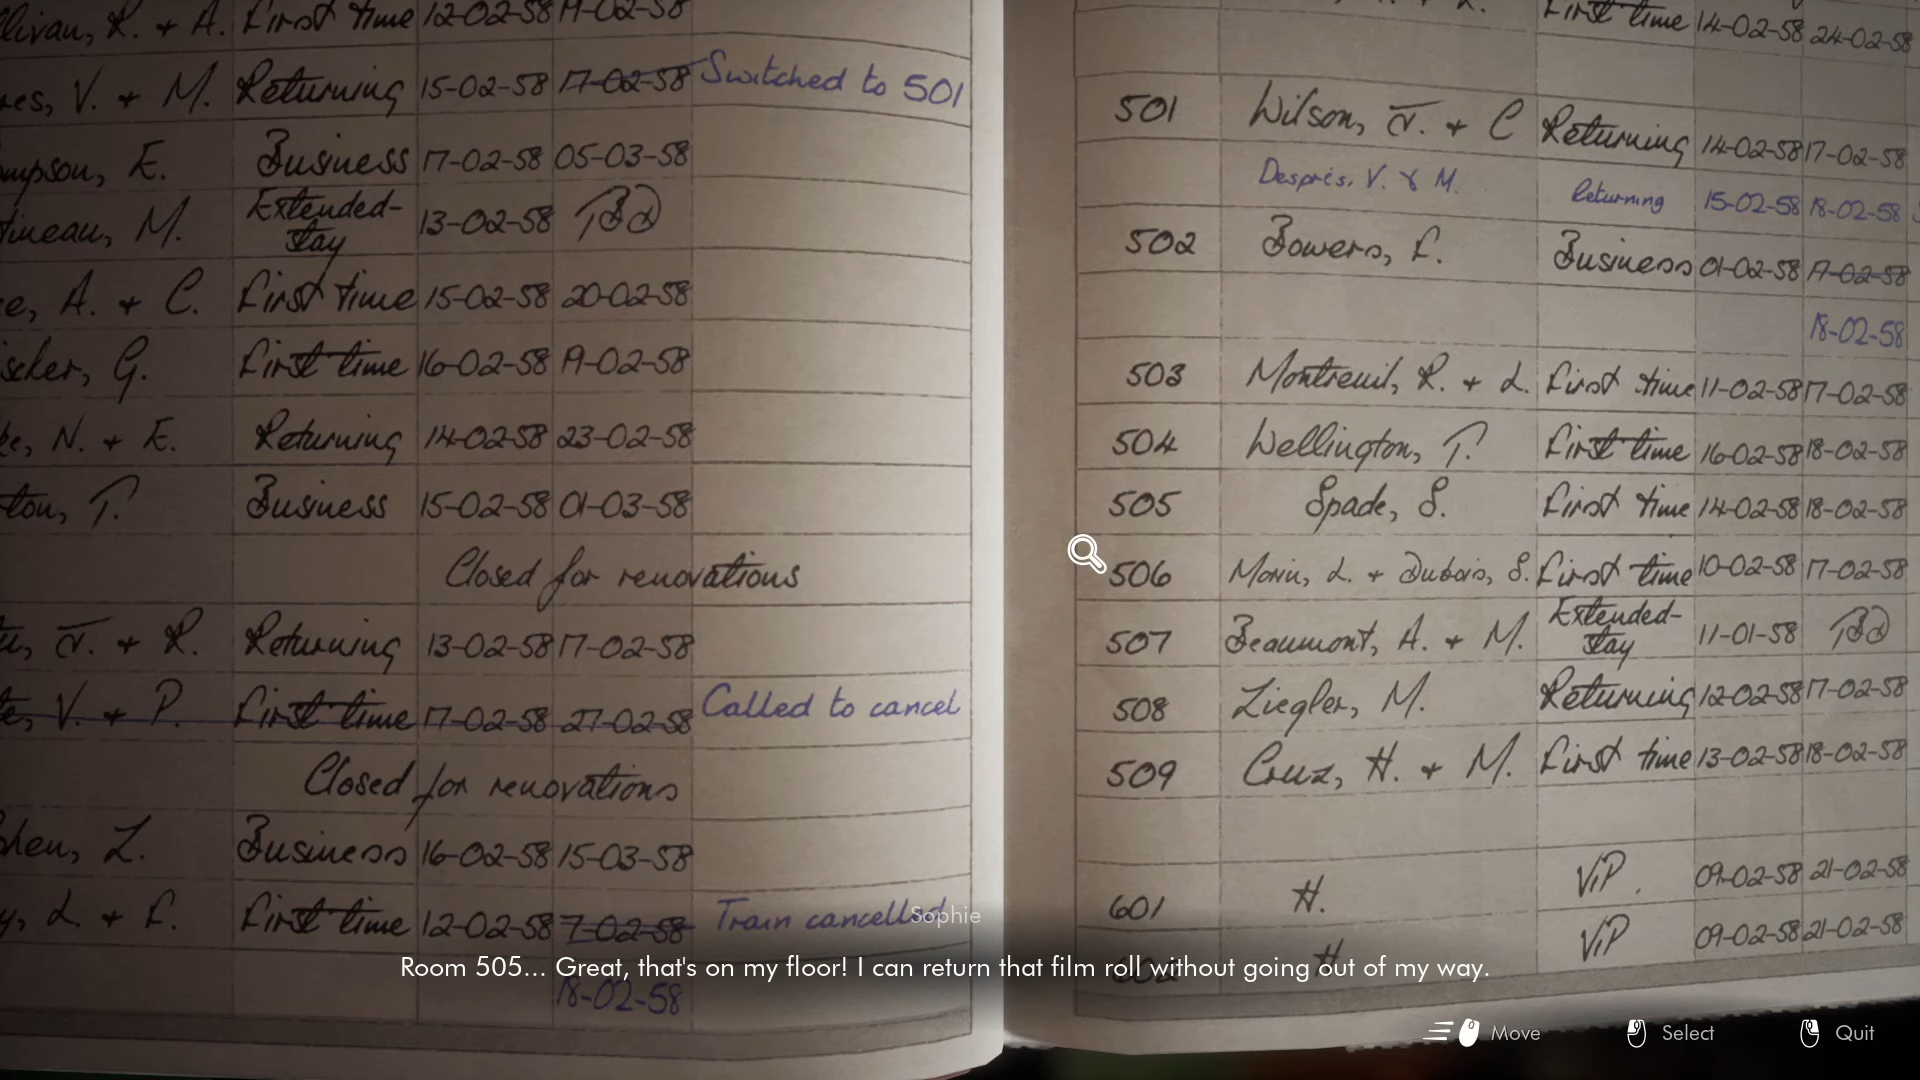 First time 12-02-58 19-02-58
V. + M. Returning 15-02-58 17-02-58 Switched to 501
E. Business 17-02-58 05-03-58
M. Extended-stay 13-02-58 TBD
A. + C. First time 15-02-58 20-02-58
G. First time 16-02-58 19-02-58
N. + E. Returning 14-02-58 23-02-58
T. Business 15-02-58 01-03-58
Closed for renovations
J. + R. Returning 13-02-58 17-02-58
V. + P. First time 17-02-58 27-02-58 Called to cancel
Closed for renovations
L. Business 16-02-58 15-03-58
L. + F. First time 12-02-58 7-02-58 Train cancelled
18-02-58
First time 14-02-58 24-02-58
501 Wilson, J. + C Returning 14-02-58 17-02-58
Després, V. & M. Returning 15-02-58 18-02-58
502 Bowers, F. Business 01-02-58 17-02-58
18-02-58
503 Montreuil, R. + L. First time 11-02-58 17-02-58
504 Wellington, T. First time 16-02-58 18-02-58
505 Spade, S. First time 14-02-58 18-02-58
506 Morin, L. + Dubois, S. First time 10-02-58 17-02-58
507 Beaumont, A. + M. Extended-stay 11-01-58 TBD
508 Ziegler, M. Returning 12-02-58 17-02-58
509 Cruz, H. + M. First time 13-02-58 18-02-58
601 H. VIP. 09-02-58 21-02-58
602 H. VIP 09-02-58 21-02-58
Sophie
Room 505... Great, that's on my floor! I can return that film roll without going out of my way.
Move Select Quit